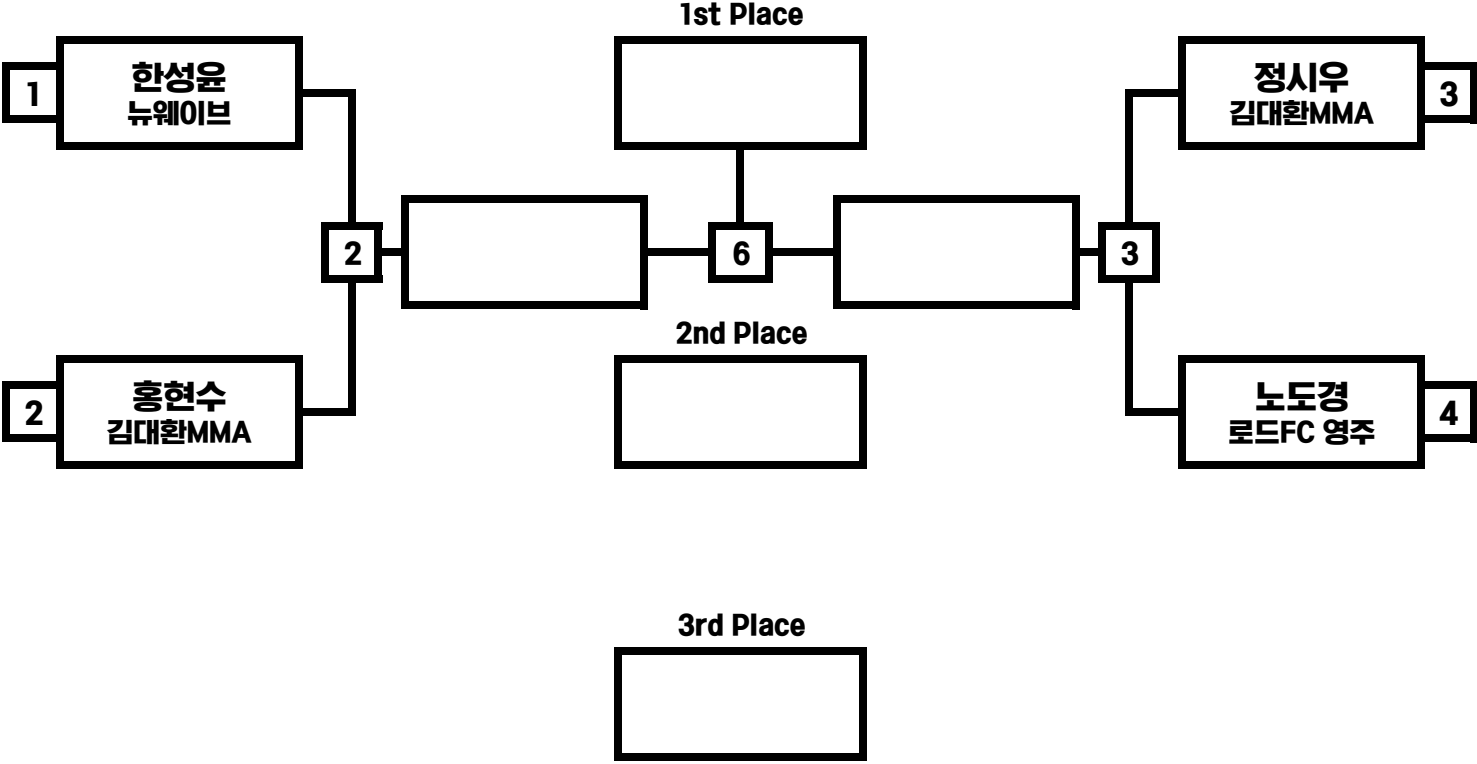 1st Place
1
한성윤
뉴웨이브
정시우
김대환MMA
3
2
6
3
2nd Place
2
홍현수
김대환MMA
노도경
로드FC 영주
4
3rd Place